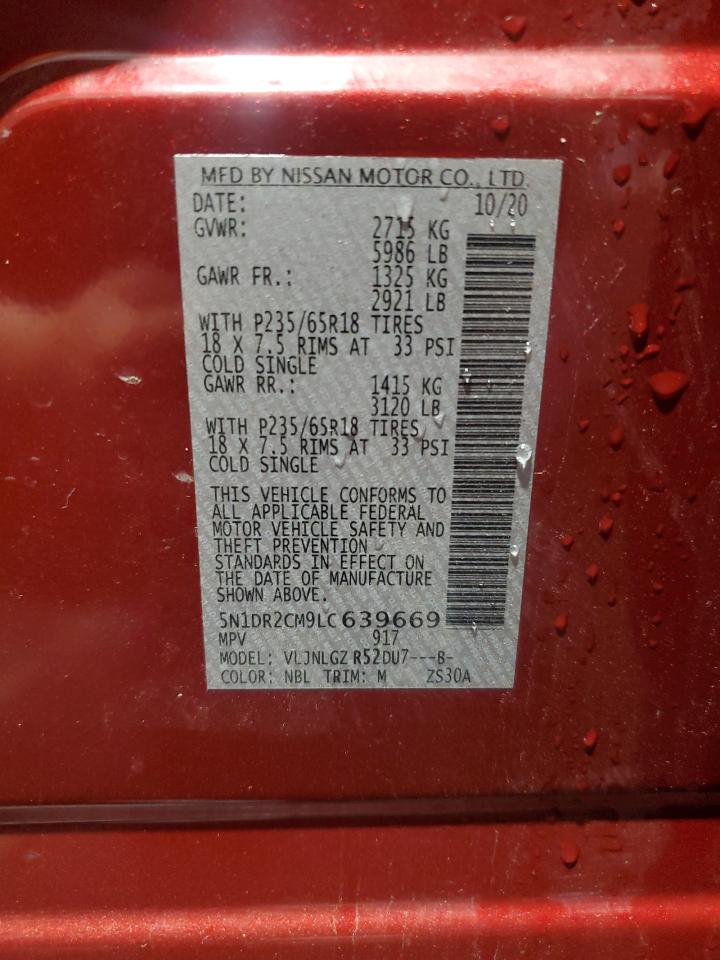 MFD BY NISSAN MOTOR CO., LTD.
DATE: 10/20
GVWR: 2715 KG
5986 LB
GAWR FR.: 1325 KG
2921 LB
WITH P235/65R18 TIRES
18 X 7.5 RIMS AT 33 PSI
COLD SINGLE
GAWR RR.: 1415 KG
3120 LB
WITH P235/65R18 TIRES
18 X 7.5 RIMS AT 33 PSI
COLD SINGLE
THIS VEHICLE CONFORMS TO
ALL APPLICABLE FEDERAL
MOTOR VEHICLE SAFETY AND
THEFT PREVENTION
STANDARDS IN EFFECT ON
THE DATE OF MANUFACTURE
SHOWN ABOVE.
5N1DR2CM9LC639669
MPV 917
MODEL: VLJNLGZ R52DU7---B-
COLOR: NBL TRIM: M ZS30A